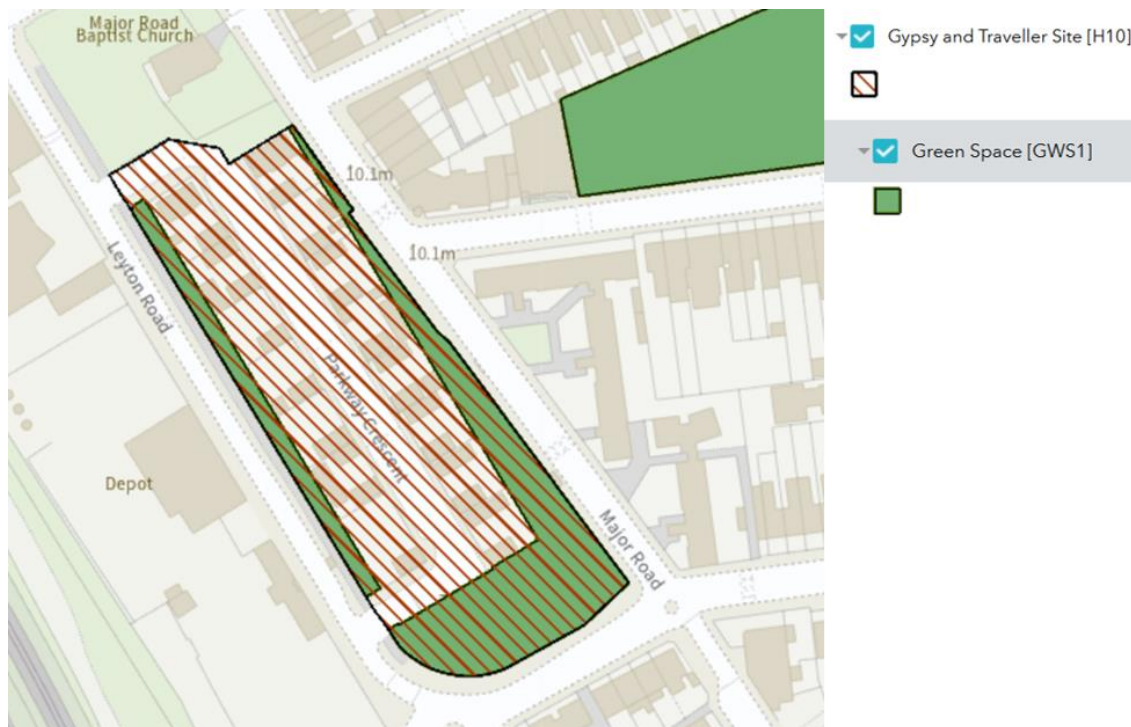 Major Road
Baptist Church
Gypsy and Traveller Site [H10]
Green Space [GWS1]
10.1m
10.1m
Leyton Road
Parkway Crescent
Depot
Major Road